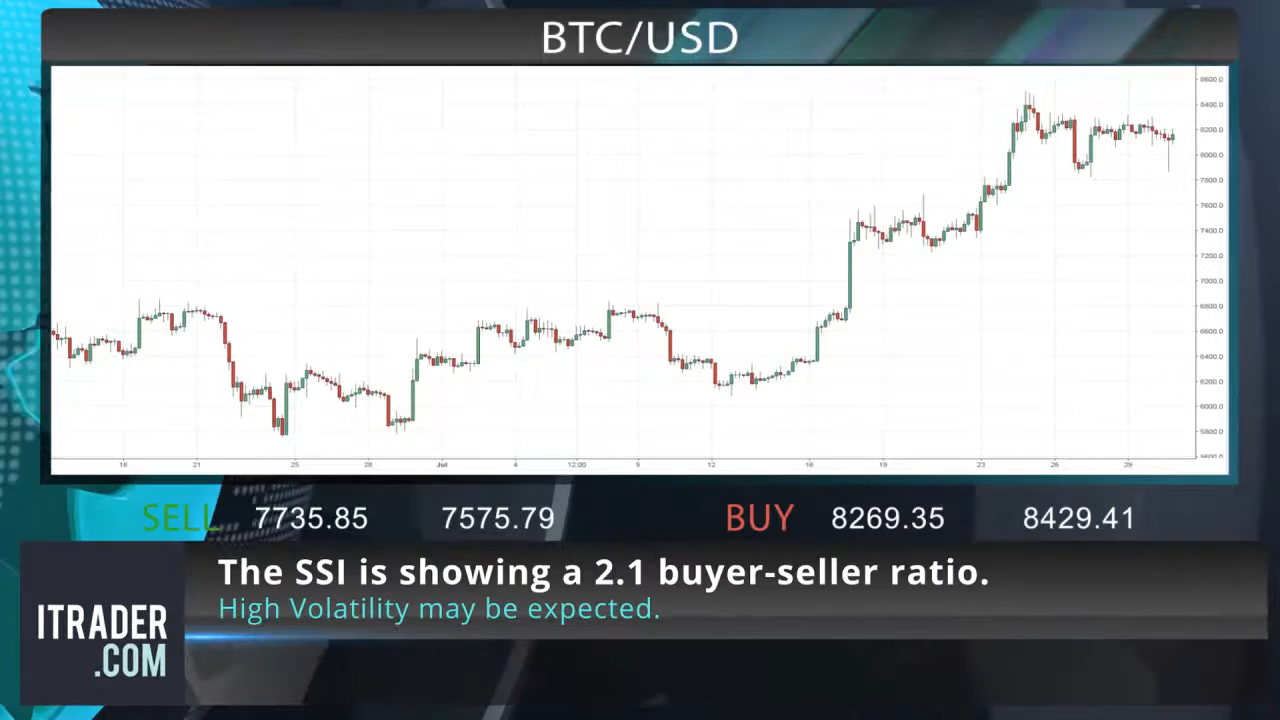 BTC/USD
8600.0
8400.0
8200.0
8000.0
7800.0
7600.0
7400.0
7200.0
7000.0
6800.0
6600.0
6400.0
6200.0
6000.0
5800.0
5600.0
18 21 25 28 Jul 4 12:00 9 12 16 19 23 26 29
SELL 7735.85 7575.79 BUY 8269.35 8429.41
The SSI is showing a 2.1 buyer-seller ratio.
High Volatility may be expected.
ITRADER
.COM